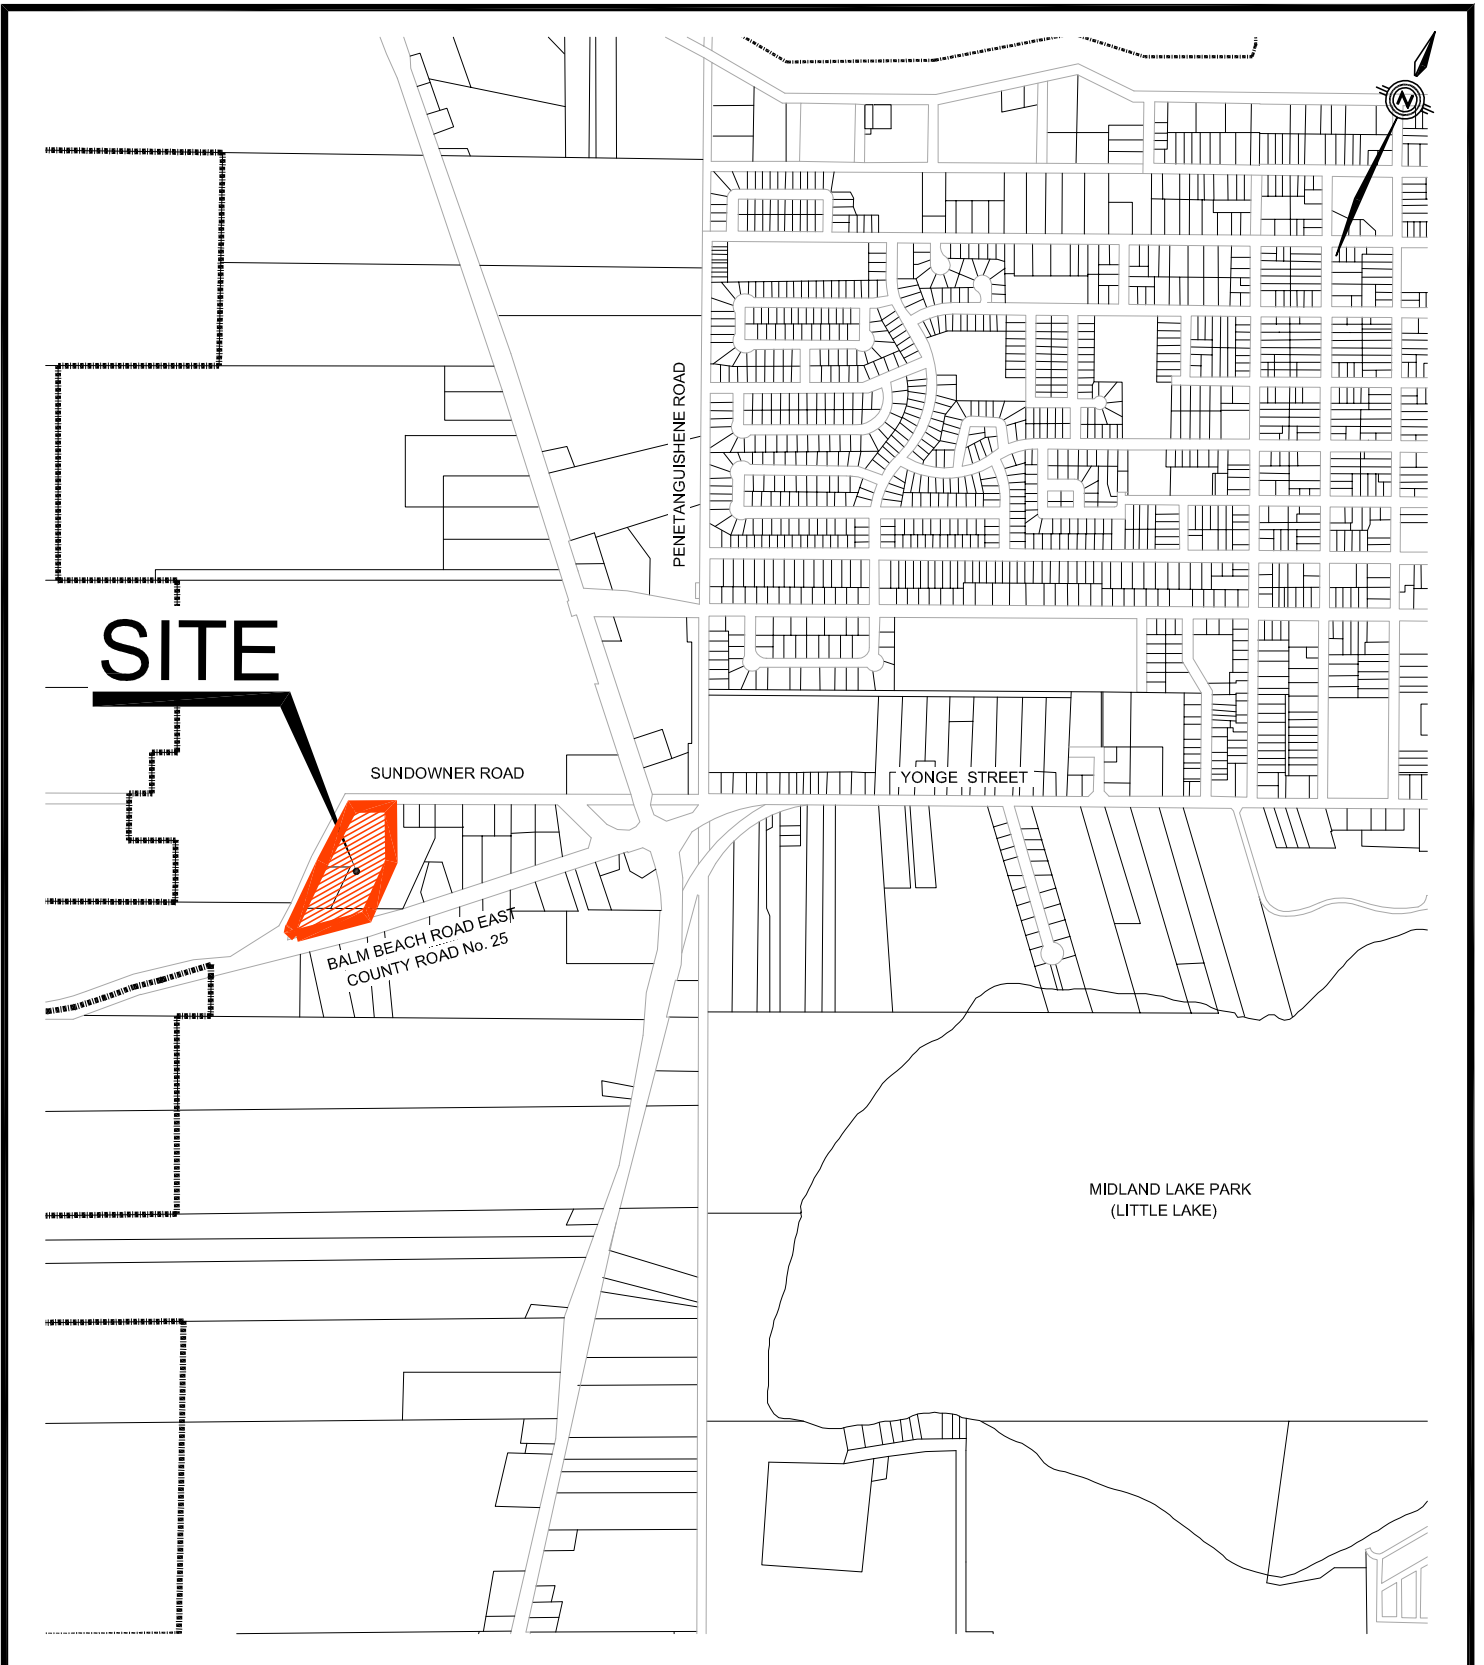 N
PENETANGUISHENE ROAD
SITE
SUNDOWNER ROAD
YONGE STREET
BALM BEACH ROAD EAST
COUNTY ROAD No. 25
MIDLAND LAKE PARK
(LITTLE LAKE)